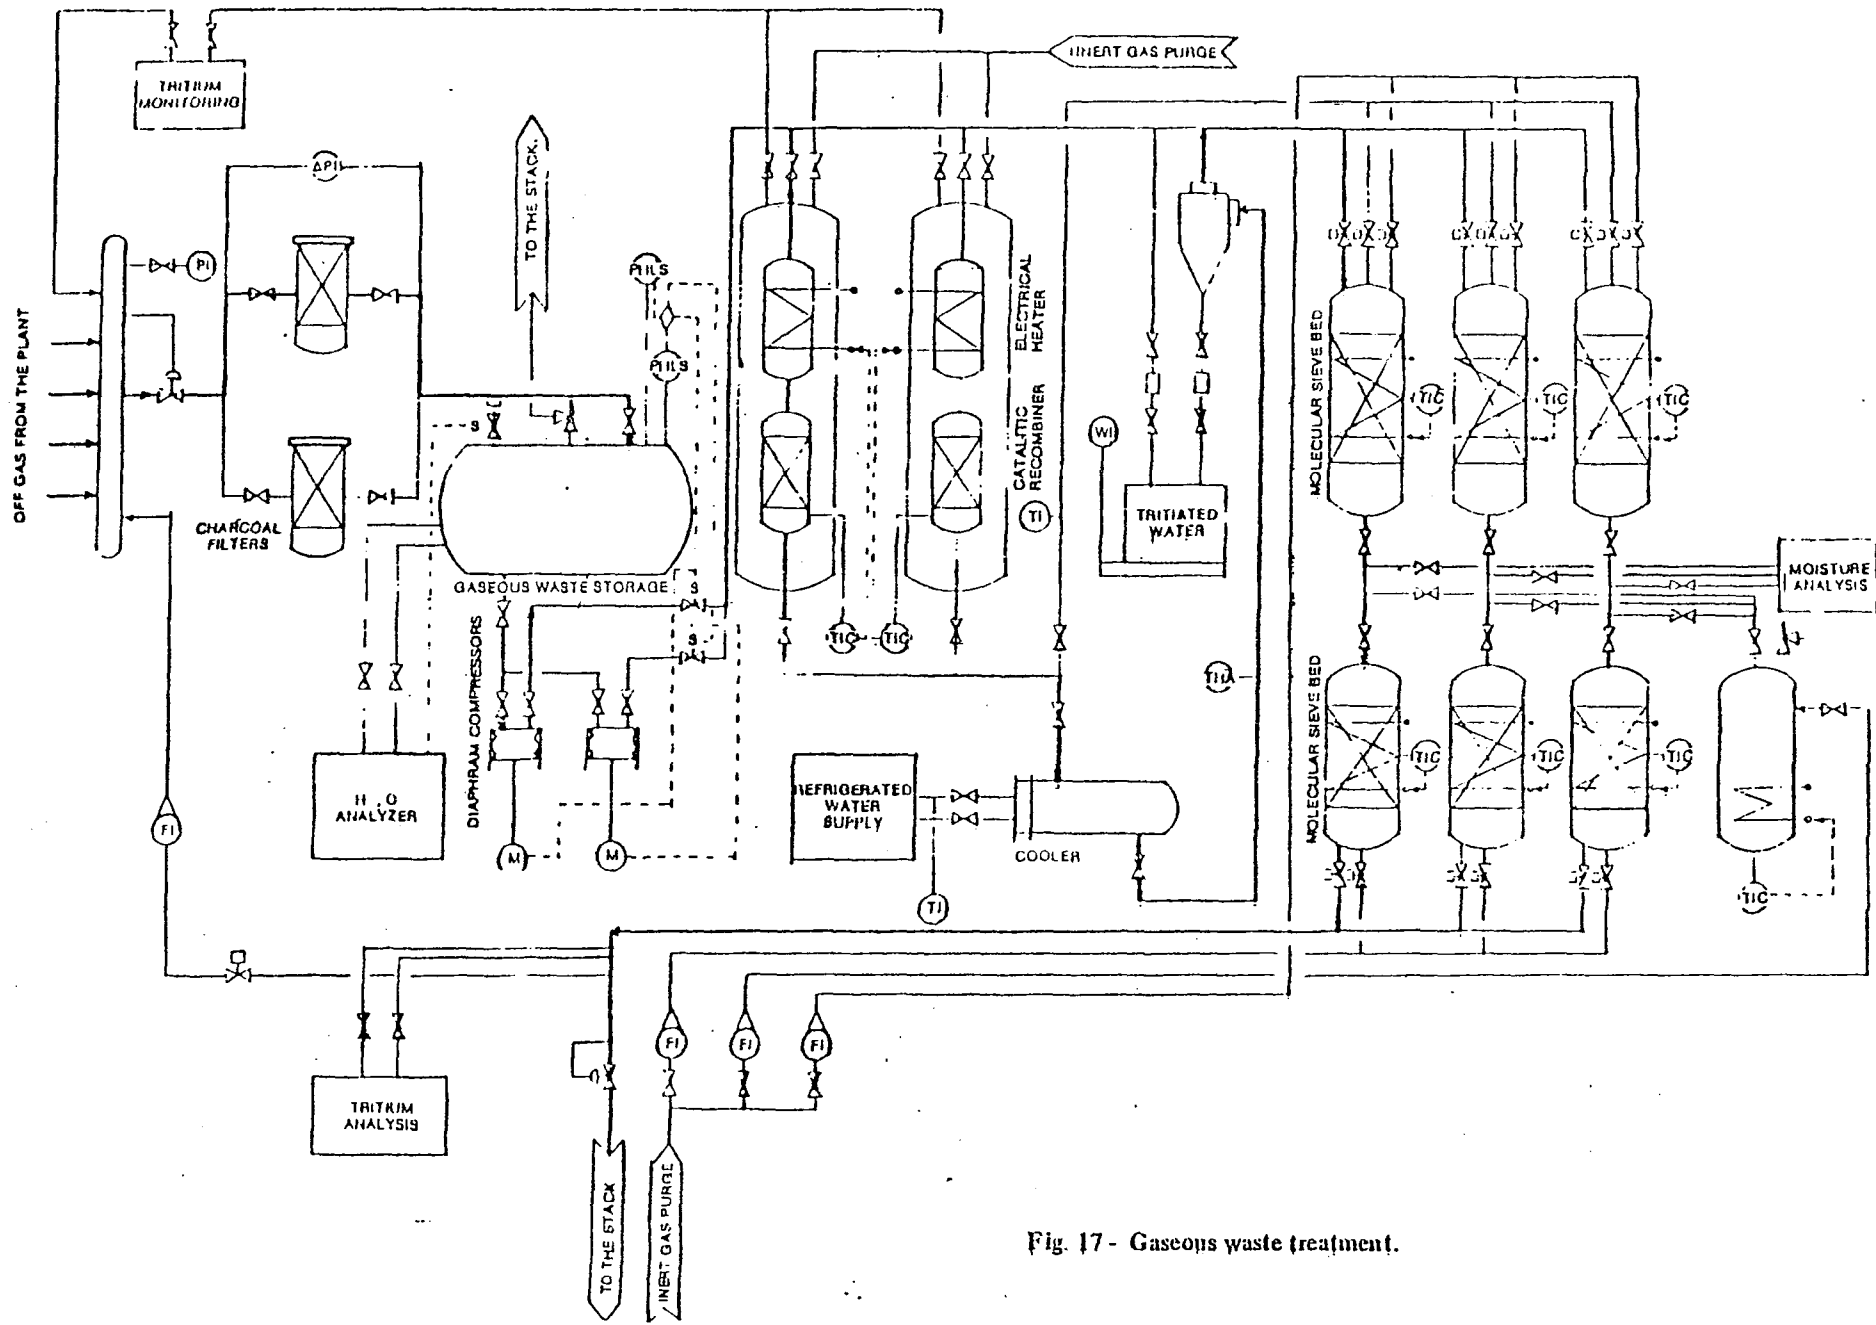 INERT GAS PURGE
TRITIUM
MONITORING
ΔPI
TO THE STACK.
PI
OFF GAS FROM THE PLANT
CHARCOAL
FILTERS
PHLS
PHLS
S
ELECTRICAL
HEATER
CATALITIC
RECOMBINER
TI
WI
TRITIATED
WATER
MOLECULAR SIEVE BED
TIC
TIC
TIC
MOISTURE
ANALYSIS
GASEOUS WASTE STORAGE
S
S
TIC
TIC
DIAPHRAM COMPRESSORS
MOLECULAR SIEVE BED
TIC
TIC
TIC
TIC
H₂O
ANALYZER
FI
M
M
REFRIGERATED
WATER
SUPPLY
COOLER
TI
FI
FI
FI
TRITIUM
ANALYSIS
TO THE STACK
INERT GAS PURGE
Fig. 17 - Gaseous waste treatment.